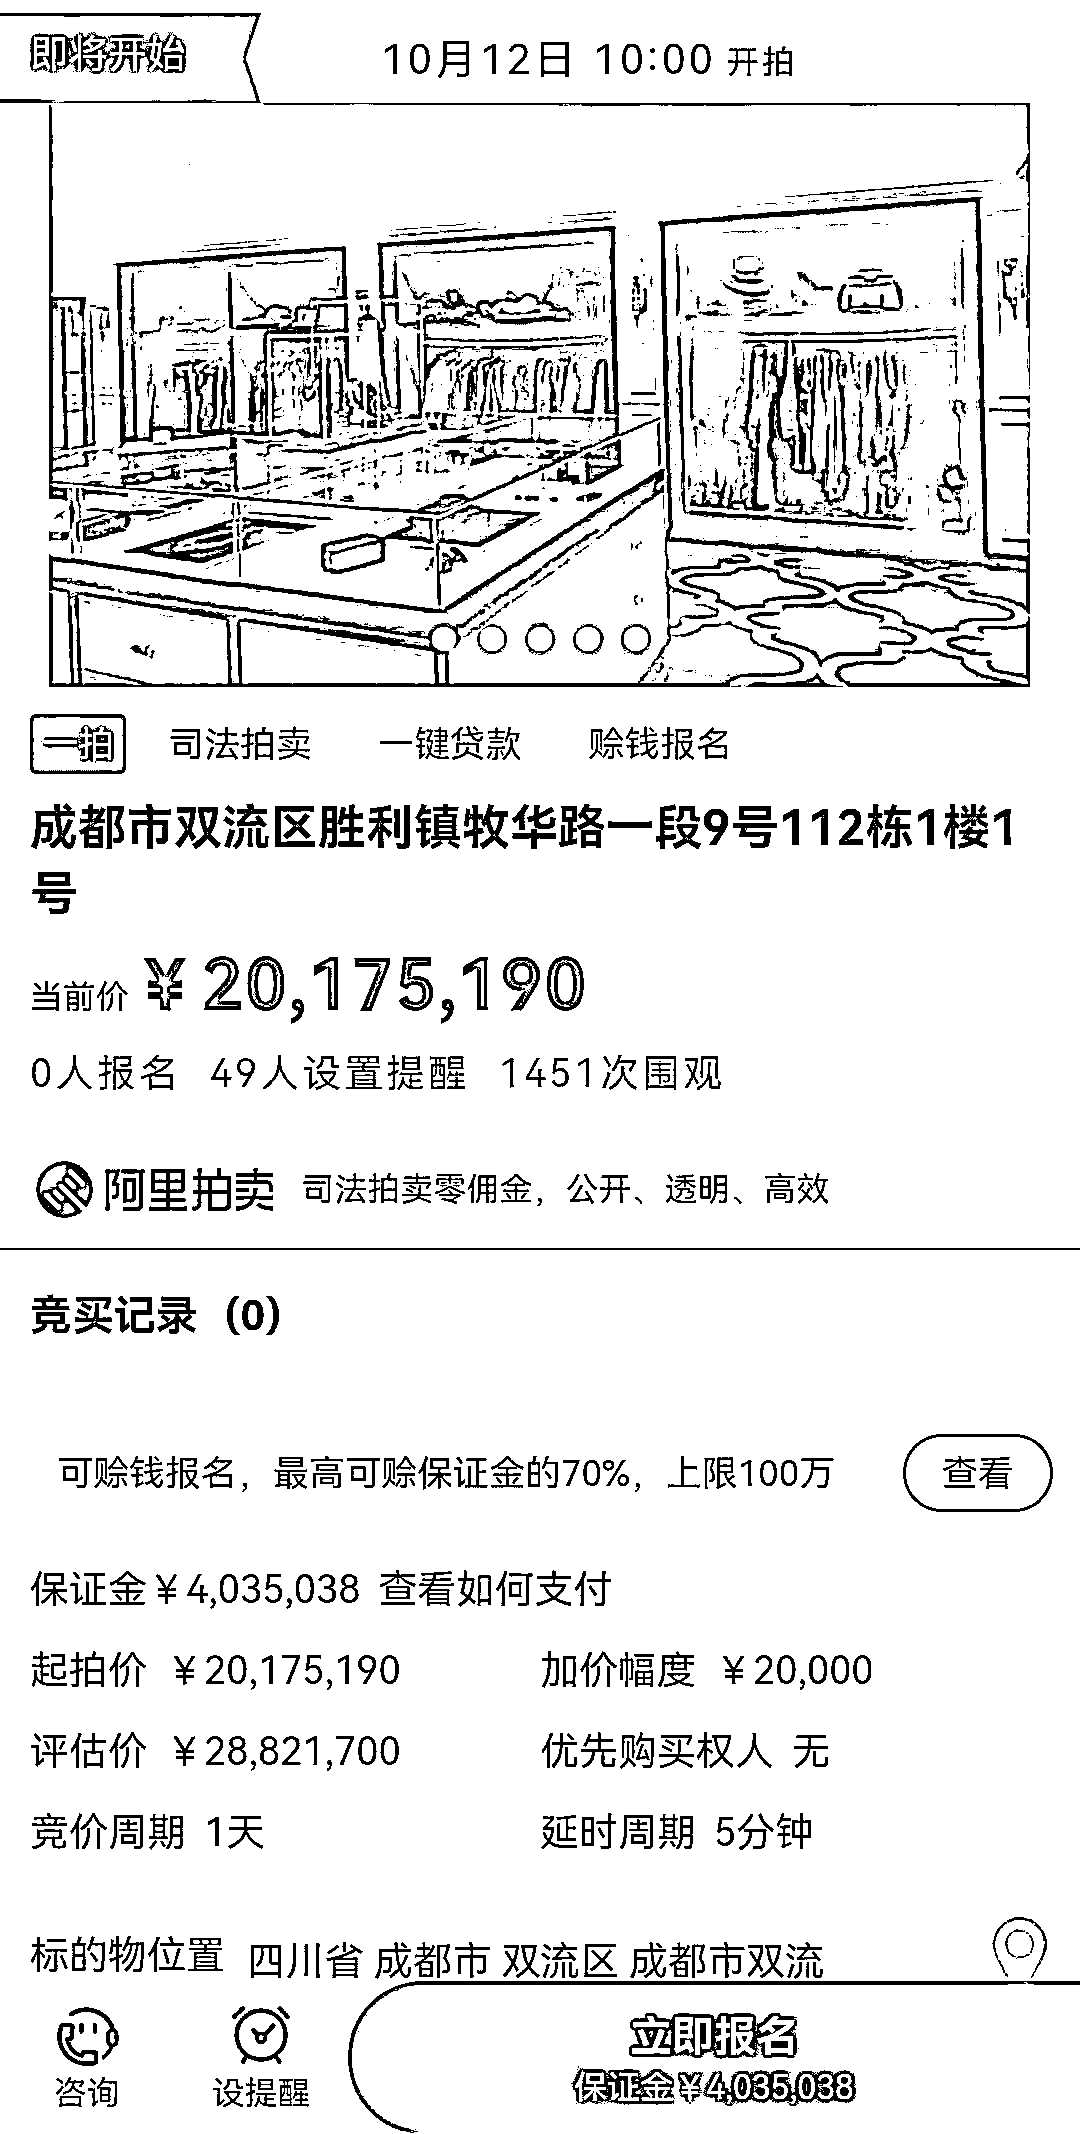 即将开始 10月12日 10:00 开拍
一拍 司法拍卖 一键贷款 赊钱报名
成都市双流区胜利镇牧华路一段9号112栋1楼1
号
当前价 ¥ 20,175,190
0人报名 49人设置提醒 1451次围观
阿里拍卖 司法拍卖零佣金，公开、透明、高效
竞买记录（0）
可赊钱报名，最高可赊保证金的70%，上限100万 查看
保证金¥4,035,038 查看如何支付
起拍价 ¥20,175,190 加价幅度 ¥20,000
评估价 ¥28,821,700 优先购买权人 无
竞价周期 1天 延时周期 5分钟
标的物位置 四川省 成都市 双流区 成都市双流
立即报名
保证金¥4,035,038
咨询 设提醒